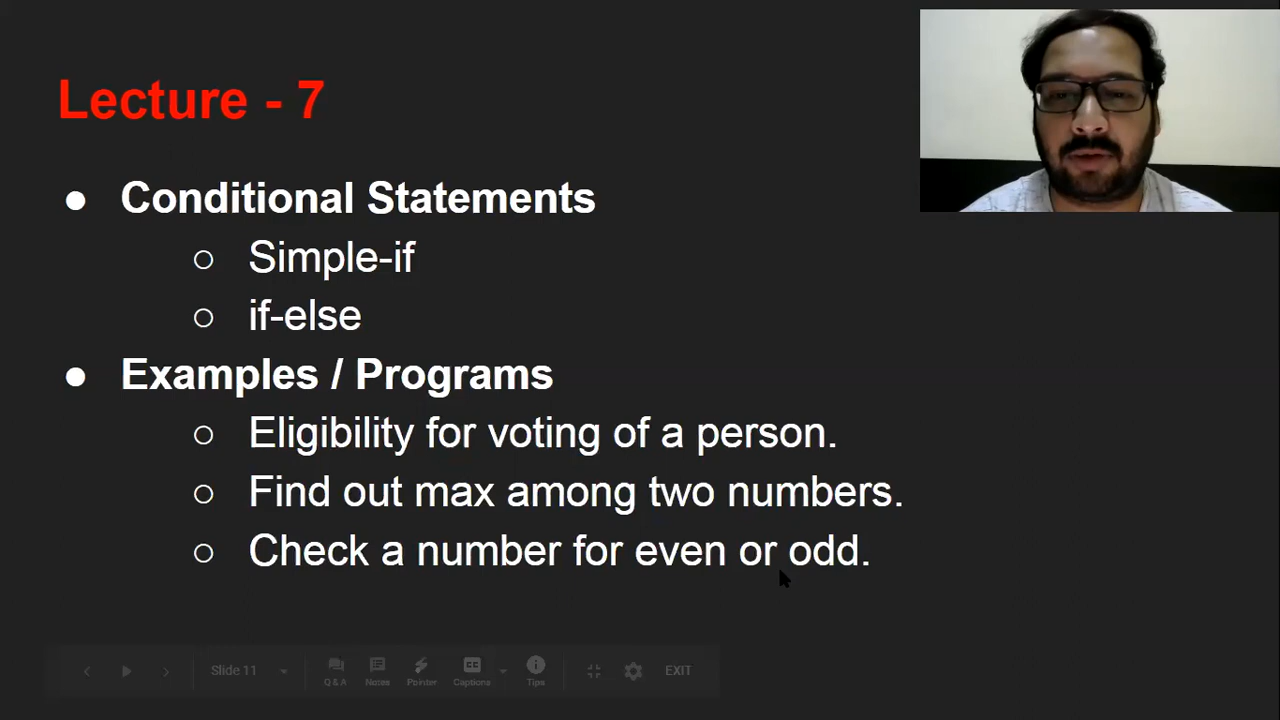 Lecture - 7
● Conditional Statements
○ Simple-if
○ if-else
● Examples / Programs
○ Eligibility for voting of a person.
○ Find out max among two numbers.
○ Check a number for even or odd.
Slide 11
Q & A
Notes
Pointer
Captions
Tips
EXIT